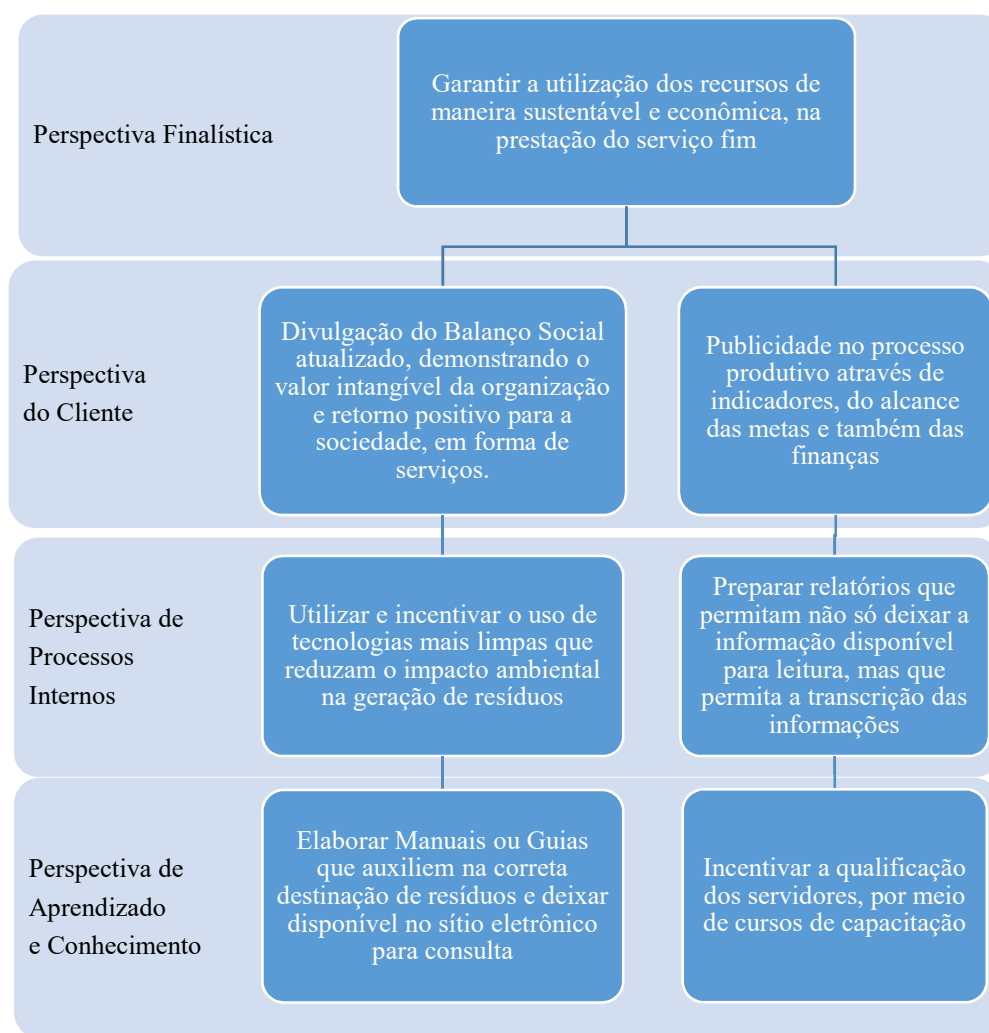 Perspectiva Finalística
Garantir a utilização dos recursos de
maneira sustentável e econômica, na
prestação do serviço fim
Perspectiva
do Cliente
Divulgação do Balanço Social
atualizado, demonstrando o
valor intangível da organização
e retorno positivo para a
sociedade, em forma de
serviços.
Publicidade no processo
produtivo através de
indicadores, do alcance
das metas e também das
finanças
Perspectiva de
Processos
Internos
Utilizar e incentivar o uso de
tecnologias mais limpas que
reduzam o impacto ambiental
na geração de resíduos
Preparar relatórios que
permitam não só deixar a
informação disponível
para leitura, mas que
permita a transcrição das
informações
Perspectiva de
Aprendizado
e Conhecimento
Elaborar Manuais ou Guias
que auxiliem na correta
destinação de resíduos e deixar
disponível no sítio eletrônico
para consulta
Incentivar a qualificação
dos servidores, por meio
de cursos de capacitação